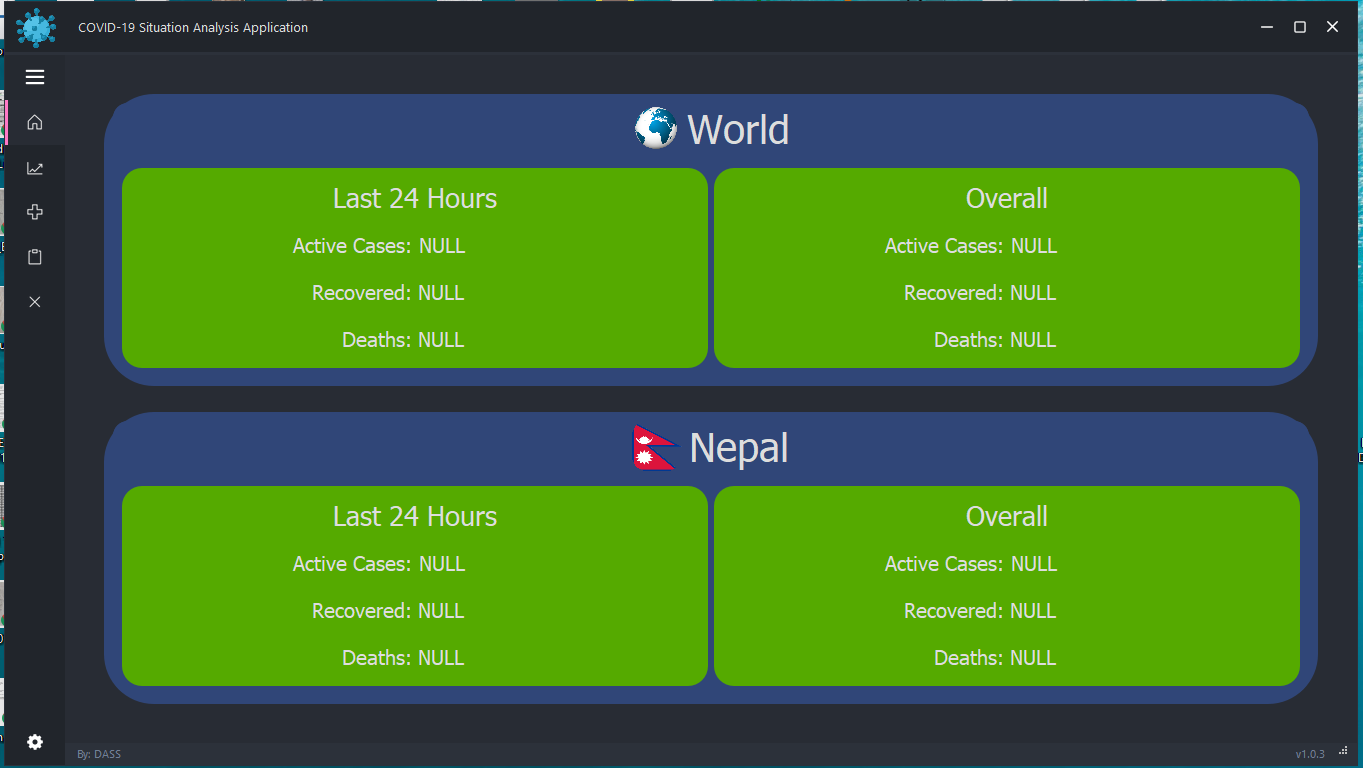 COVID-19 Situation Analysis Application
World
Last 24 Hours
Active Cases: NULL
Recovered: NULL
Deaths: NULL
Overall
Active Cases: NULL
Recovered: NULL
Deaths: NULL
Nepal
Last 24 Hours
Active Cases: NULL
Recovered: NULL
Deaths: NULL
Overall
Active Cases: NULL
Recovered: NULL
Deaths: NULL
By: DASS
v1.0.3